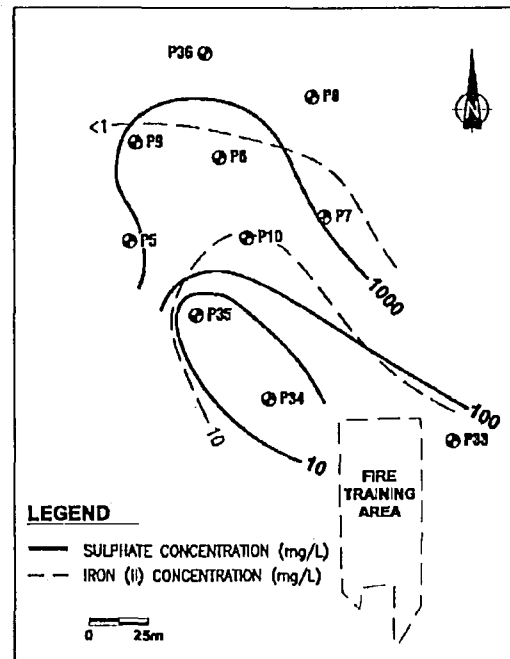 P36
P8
N
<1
P9
P6
P7
P5
P10
1000
P35
P34
100
10
10
P33
FIRE
TRAINING
AREA
LEGEND
SULPHATE CONCENTRATION (mg/L)
IRON (II) CONCENTRATION (mg/L)
0 25m